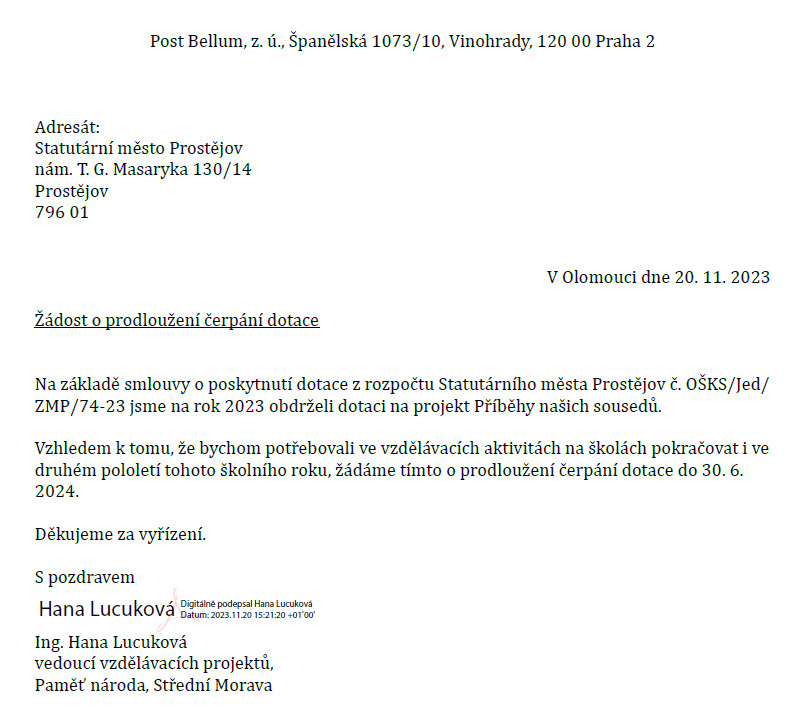 Post Bellum, z. ú., Španělská 1073/10, Vinohrady, 120 00 Praha 2
Adresát:
Statutární město Prostějov
nám. T. G. Masaryka 130/14
Prostějov
796 01
V Olomouci dne 20. 11. 2023
Žádost o prodloužení čerpání dotace
Na základě smlouvy o poskytnutí dotace z rozpočtu Statutárního města Prostějov č. OŠKS/Jed/
ZMP/74-23 jsme na rok 2023 obdrželi dotaci na projekt Příběhy našich sousedů.
Vzhledem k tomu, že bychom potřebovali ve vzdělávacích aktivitách na školách pokračovat i ve
druhém pololetí tohoto školního roku, žádáme tímto o prodloužení čerpání dotace do 30. 6.
2024.
Děkujeme za vyřízení.
S pozdravem
Hana Lucuková
Digitálně podepsal Hana Lucuková
Datum: 2023.11.20 15:21:20 +01'00'
Ing. Hana Lucuková
vedoucí vzdělávacích projektů,
Paměť národa, Střední Morava